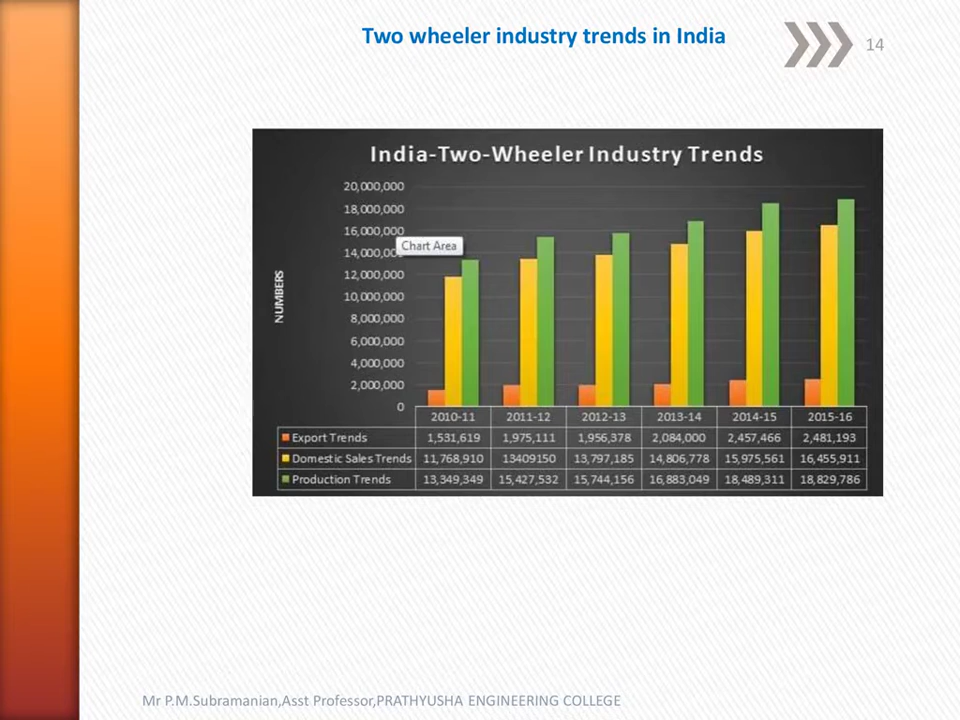 Two wheeler industry trends in India
14
India-Two-Wheeler Industry Trends
20,000,000
18,000,000
16,000,000
Chart Area
14,000,00
12,000,000
10,000,000
8,000,000
6,000,000
4,000,000
2,000,000
0
NUMBERS
2010-11 2011-12 2012-13 2013-14 2014-15 2015-16
Export Trends 1,531,619 1,975,111 1,956,378 2,084,000 2,457,466 2,481,193
Domestic Sales Trends 11,768,910 13409150 13,797,185 14,806,778 15,975,561 16,455,911
Production Trends 13,349,349 15,427,532 15,744,156 16,883,049 18,489,311 18,829,786
Mr P.M.Subramanian,Asst Professor,PRATHYUSHA ENGINEERING COLLEGE